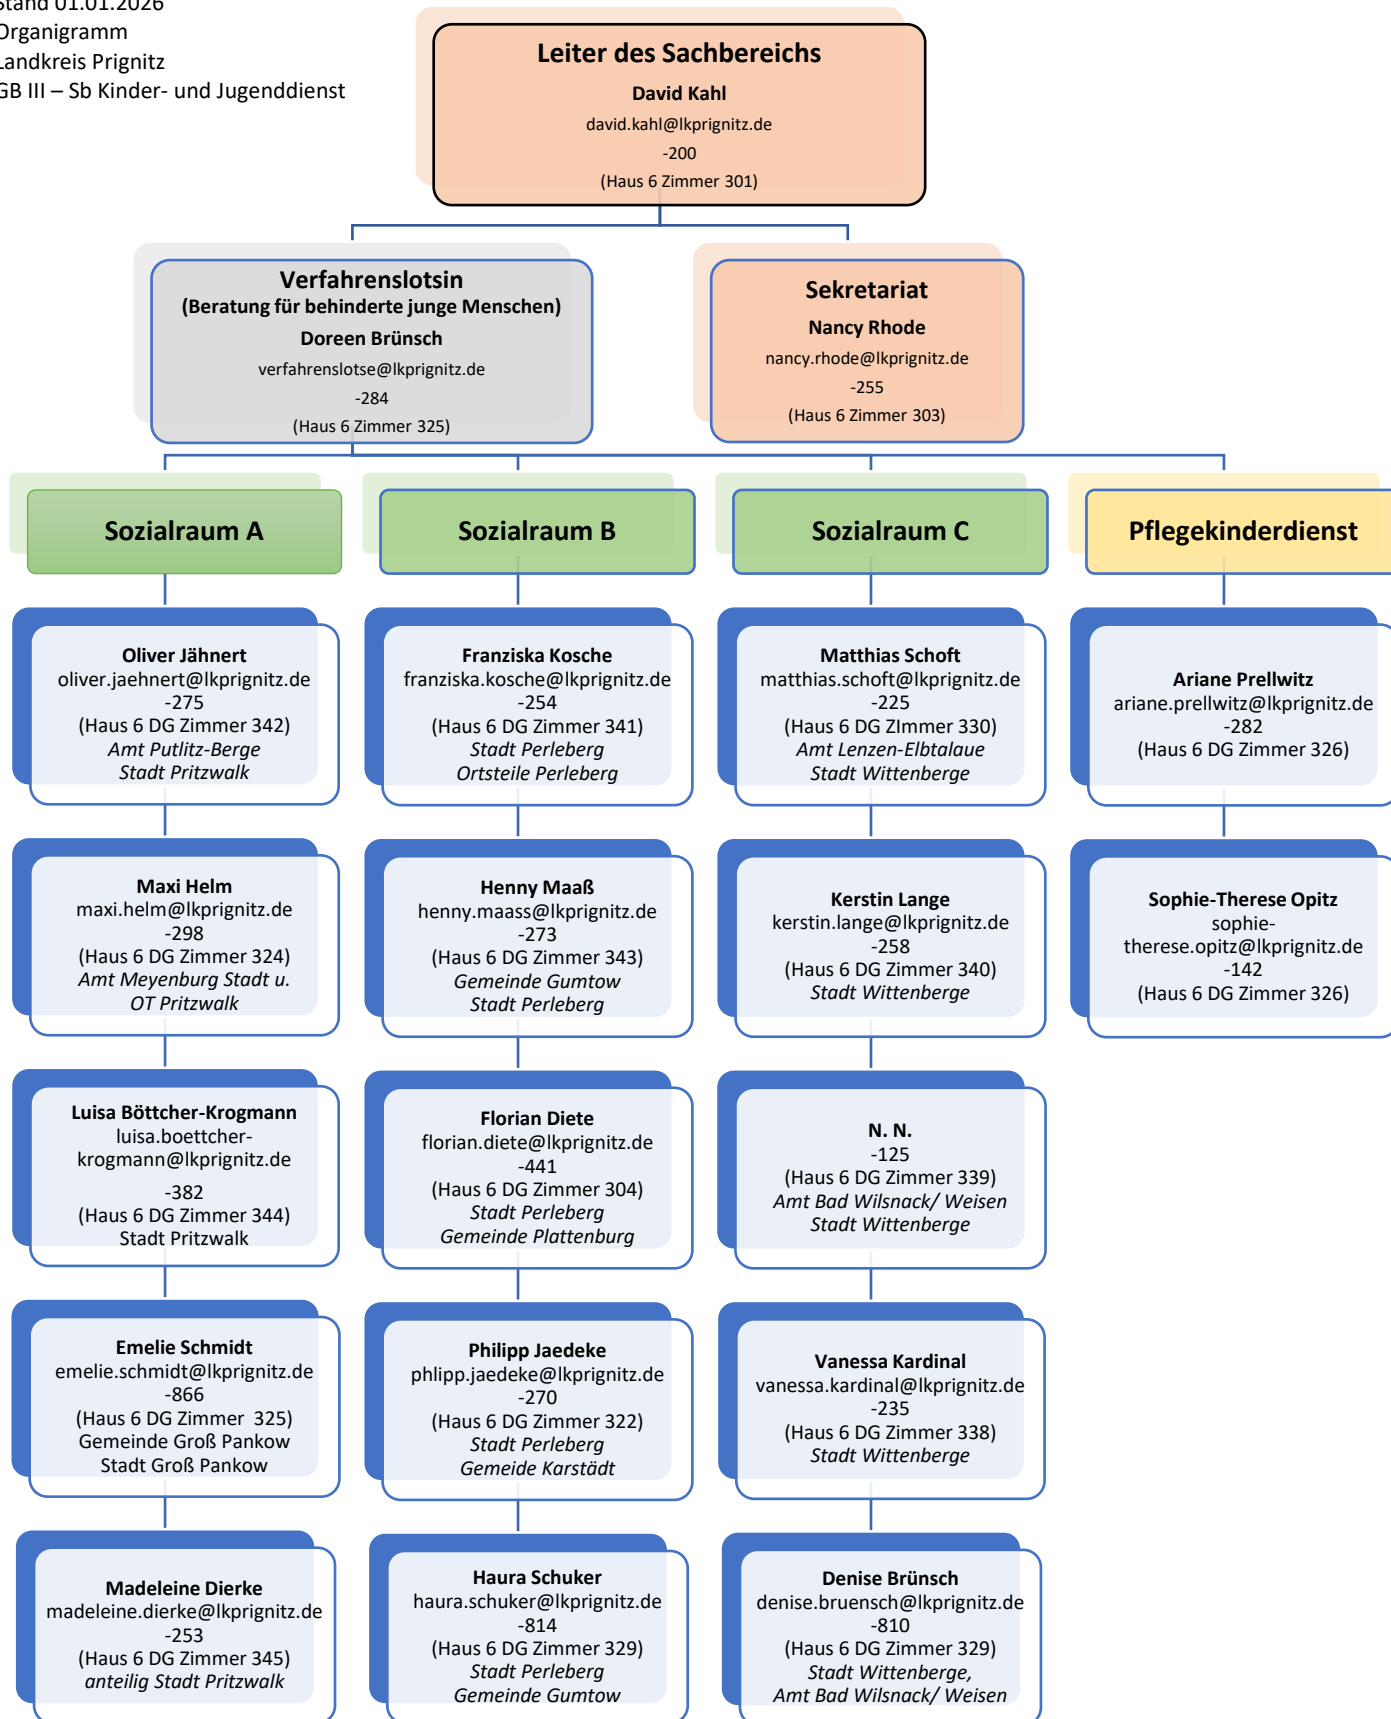 Stand 01.01.2026
Organigramm
Landkreis Prignitz
GB III – Sb Kinder- und Jugenddienst
Leiter des Sachbereichs
David Kahl
david.kahl@lkprignitz.de
-200
(Haus 6 Zimmer 301)
Verfahrenslotsin
(Beratung für behinderte junge Menschen)
Doreen Brünsch
verfahrenslotse@lkprignitz.de
-284
(Haus 6 Zimmer 325)
Sekretariat
Nancy Rhode
nancy.rhode@lkprignitz.de
-255
(Haus 6 Zimmer 303)
Sozialraum A
Oliver Jähnert
oliver.jaehnert@lkprignitz.de
-275
(Haus 6 DG Zimmer 342)
Amt Putlitz-Berge
Stadt Pritzwalk
Maxi Helm
maxi.helm@lkprignitz.de
-298
(Haus 6 DG Zimmer 324)
Amt Meyenburg Stadt u.
OT Pritzwalk
Luisa Böttcher-Krogmann
luisa.boettcher-
krogmann@lkprignitz.de
-382
(Haus 6 DG Zimmer 344)
Stadt Pritzwalk
Emelie Schmidt
emelie.schmidt@lkprignitz.de
-866
(Haus 6 DG Zimmer 325)
Gemeinde Groß Pankow
Stadt Groß Pankow
Madeleine Dierke
madeleine.dierke@lkprignitz.de
-253
(Haus 6 DG Zimmer 345)
anteilig Stadt Pritzwalk
Sozialraum B
Franziska Kosche
franziska.kosche@lkprignitz.de
-254
(Haus 6 DG Zimmer 341)
Stadt Perleberg
Ortsteile Perleberg
Henny Maaß
henny.maass@lkprignitz.de
-273
(Haus 6 DG Zimmer 343)
Gemeinde Gumtow
Stadt Perleberg
Florian Diete
florian.diete@lkprignitz.de
-441
(Haus 6 DG Zimmer 304)
Stadt Perleberg
Gemeinde Plattenburg
Philipp Jaedeke
phlipp.jaedeke@lkprignitz.de
-270
(Haus 6 DG Zimmer 322)
Stadt Perleberg
Gemeide Karstädt
Haura Schuker
haura.schuker@lkprignitz.de
-814
(Haus 6 DG Zimmer 329)
Stadt Perleberg
Gemeinde Gumtow
Sozialraum C
Matthias Schoft
matthias.schoft@lkprignitz.de
-225
(Haus 6 DG ZImmer 330)
Amt Lenzen-Elbtalaue
Stadt Wittenberge
Kerstin Lange
kerstin.lange@lkprignitz.de
-258
(Haus 6 DG Zimmer 340)
Stadt Wittenberge
N. N.
-125
(Haus 6 DG Zimmer 339)
Amt Bad Wilsnack/ Weisen
Stadt Wittenberge
Vanessa Kardinal
vanessa.kardinal@lkprignitz.de
-235
(Haus 6 DG Zimmer 338)
Stadt Wittenberge
Denise Brünsch
denise.bruensch@lkprignitz.de
-810
(Haus 6 DG Zimmer 329)
Stadt Wittenberge,
Amt Bad Wilsnack/ Weisen
Pflegekinderdienst
Ariane Prellwitz
ariane.prellwitz@lkprignitz.de
-282
(Haus 6 DG Zimmer 326)
Sophie-Therese Opitz
sophie-
therese.opitz@lkprignitz.de
-142
(Haus 6 DG Zimmer 326)